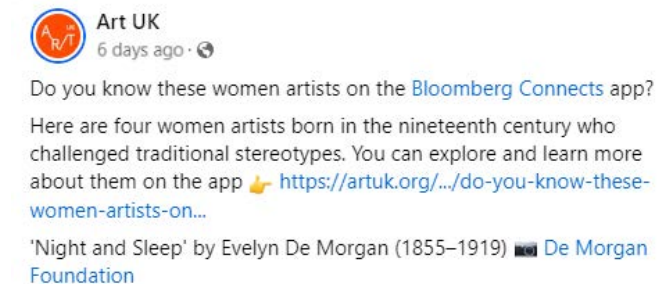 ART UK
Art UK
6 days ago ·
Do you know these women artists on the Bloomberg Connects app?
Here are four women artists born in the nineteenth century who
challenged traditional stereotypes. You can explore and learn more
about them on the app 👉 https://artuk.org/.../do-you-know-these-
women-artists-on...
'Night and Sleep' by Evelyn De Morgan (1855–1919) 📷 De Morgan
Foundation